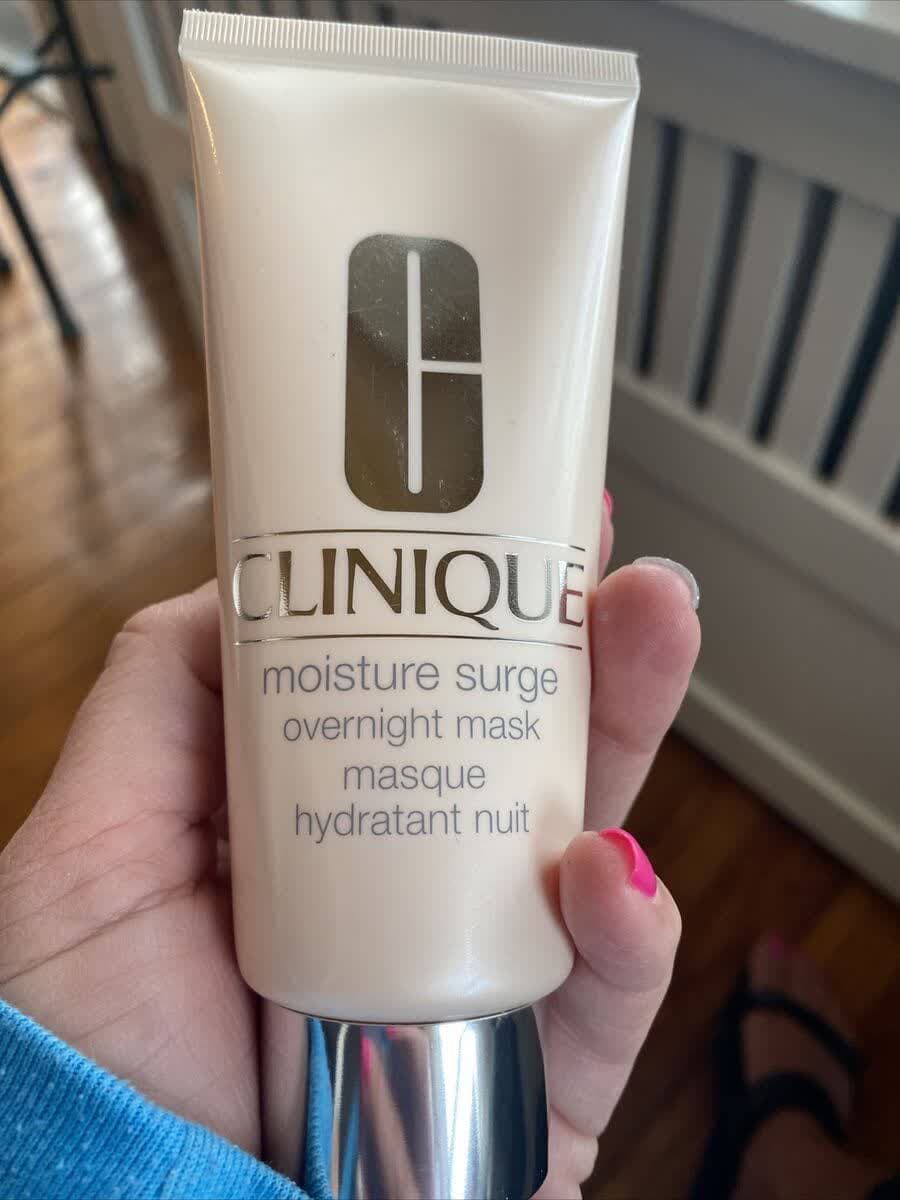 C
CLINIQUE
moisture surge
overnight mask
masque
hydratant nuit